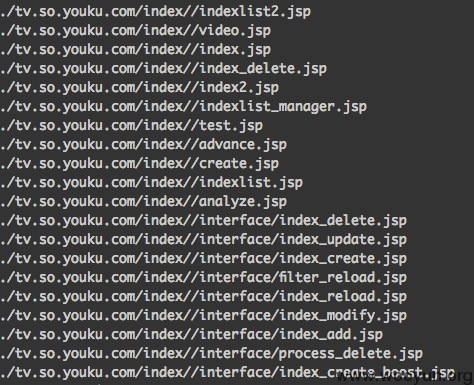 ./tv.so.youku.com/index//indexlist2.jsp
./tv.so.youku.com/index//video.jsp
./tv.so.youku.com/index//index.jsp
./tv.so.youku.com/index//index_delete.jsp
./tv.so.youku.com/index//index2.jsp
./tv.so.youku.com/index//indexlist_manager.jsp
./tv.so.youku.com/index//test.jsp
./tv.so.youku.com/index//advance.jsp
./tv.so.youku.com/index//create.jsp
./tv.so.youku.com/index//indexlist.jsp
./tv.so.youku.com/index//analyze.jsp
./tv.so.youku.com/index//interface/index_delete.jsp
./tv.so.youku.com/index//interface/index_update.jsp
./tv.so.youku.com/index//interface/index_create.jsp
./tv.so.youku.com/index//interface/filter_reload.jsp
./tv.so.youku.com/index//interface/index_reload.jsp
./tv.so.youku.com/index//interface/index_modify.jsp
./tv.so.youku.com/index//interface/index_add.jsp
./tv.so.youku.com/index//interface/process_delete.jsp
./tv.so.youku.com/index//interface/index_create_boost.jsp